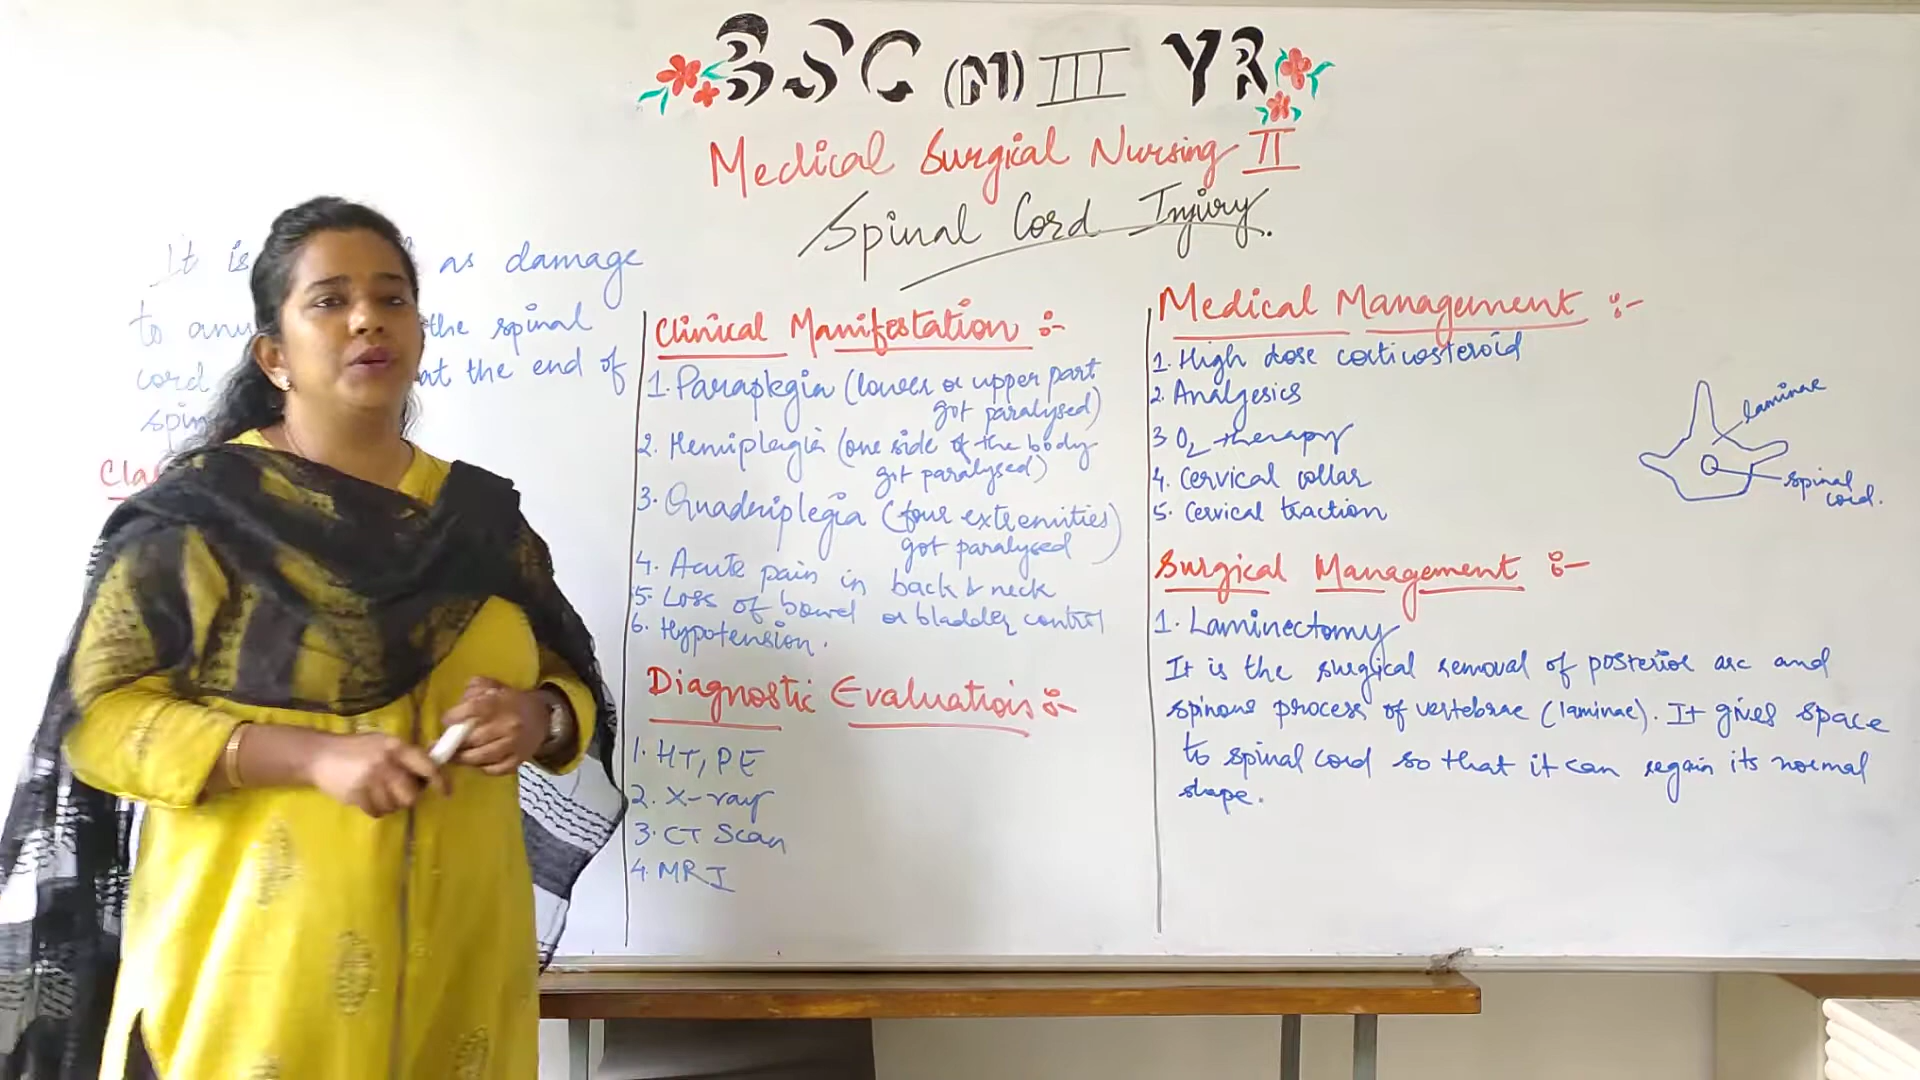 BSC (N) III YR
Medical Surgical Nursing II
Spinal Cord Injury.
It is as damage
to any the spinal
cord at the end of
spin
Cla
Clinical Manifestation :-
1. Paraplegia (lower or upper part
got paralysed)
2. Hemiplegia (one side of the body
got paralysed)
3. Quadriplegia (four extremities)
got paralysed
4. Acute pain in back & neck
5. Loss of bowel or bladder control
6. Hypotension.
Diagnostic Evaluation :-
1. HT, PE
2. X-ray
3. CT Scan
4. MRI
Medical Management :-
1. High dose corticosteroid
2. Analgesics
3 O2 therapy
4. Cervical collar
5. Cervical traction
laminae
spinal
cord.
Surgical Management :-
1. Laminectomy
It is the surgical removal of posterior arc and
spinous process of vertebrae (laminae). It gives space
to spinal cord so that it can regain its normal
shape.